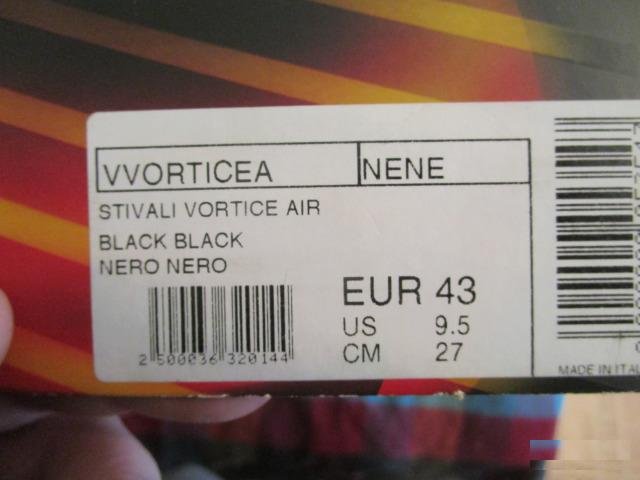 VVORTICEA NENE
STIVALI VORTICE AIR
BLACK BLACK
NERO NERO
EUR 43
US 9.5
CM 27
2 500036 320144
MADE IN ITAL